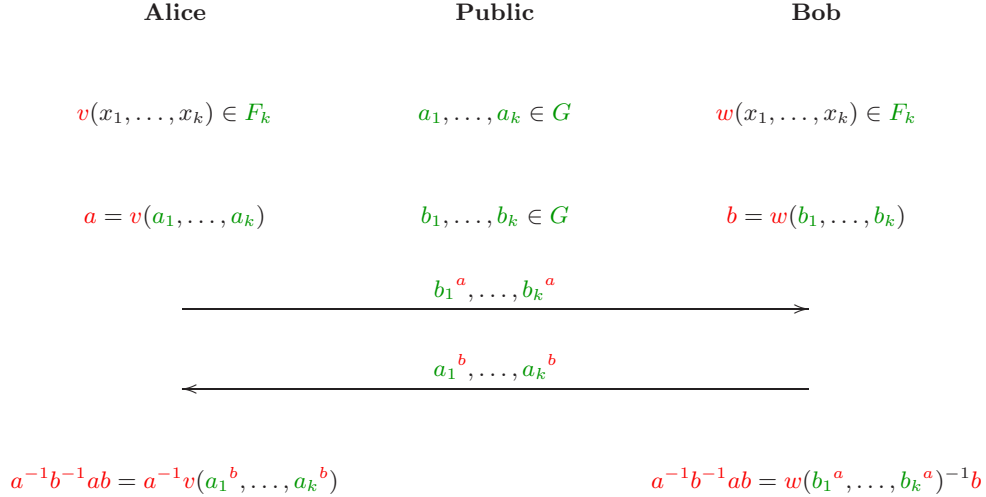 Alice Public Bob
v(x₁, . . . , xₖ) ∈ Fₖ a₁, . . . , aₖ ∈ G w(x₁, . . . , xₖ) ∈ Fₖ
a = v(a₁, . . . , aₖ) b₁, . . . , bₖ ∈ G b = w(b₁, . . . , bₖ)
b₁ᵃ, . . . , bₖᵃ
a₁ᵇ, . . . , aₖᵇ
a⁻¹b⁻¹ab = a⁻¹v(a₁ᵇ, . . . , aₖᵇ) a⁻¹b⁻¹ab = w(b₁ᵃ, . . . , bₖᵃ)⁻¹b